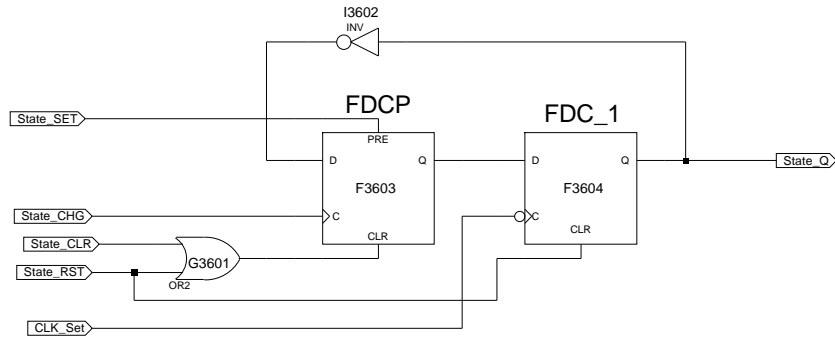 I3602
INV
FDCP
FDC_1
State_SET
PRE
D
Q
D
Q
State_Q
F3603
F3604
State_CHG
C
C
State_CLR
CLR
CLR
State_RST
G3601
OR2
CLK_Set